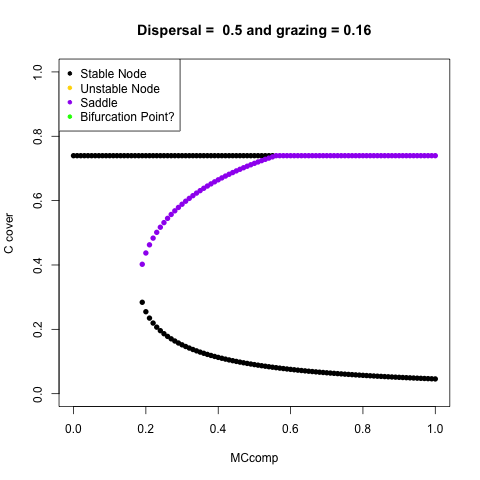 Dispersal =  0.5 and grazing = 0.16
Stable Node
Unstable Node
Saddle
Bifurcation Point?
C cover
1.0
0.8
0.6
0.4
0.2
0.0
0.0 0.2 0.4 0.6 0.8 1.0
MCcomp